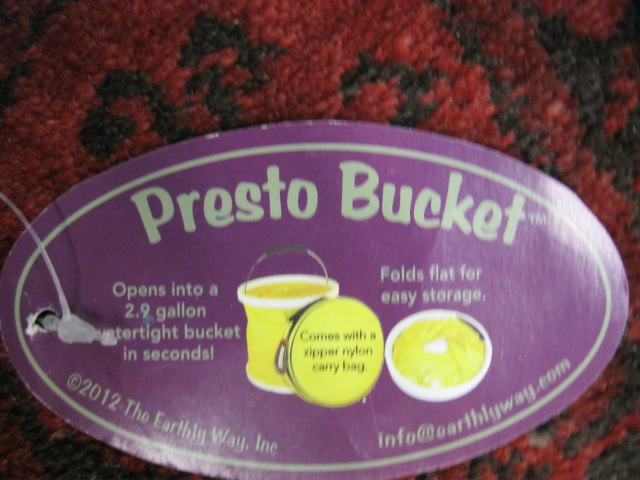 Presto Bucket™
Opens into a
2.9 gallon
watertight bucket
in seconds!
Comes with a
zipper nylon
carry bag.
Folds flat for
easy storage.
©2012 The Earthly Way, Inc
info@earthlyway.com